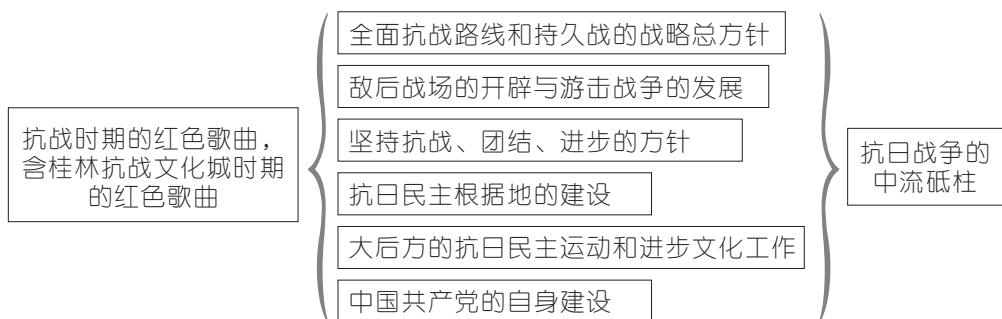 抗战时期的红色歌曲，
含桂林抗战文化城时期
的红色歌曲
全面抗战路线和持久战的战略总方针
敌后战场的开辟与游击战争的发展
坚持抗战、团结、进步的方针
抗日民主根据地的建设
大后方的抗日民主运动和进步文化工作
中国共产党的自身建设
抗日战争的
中流砥柱